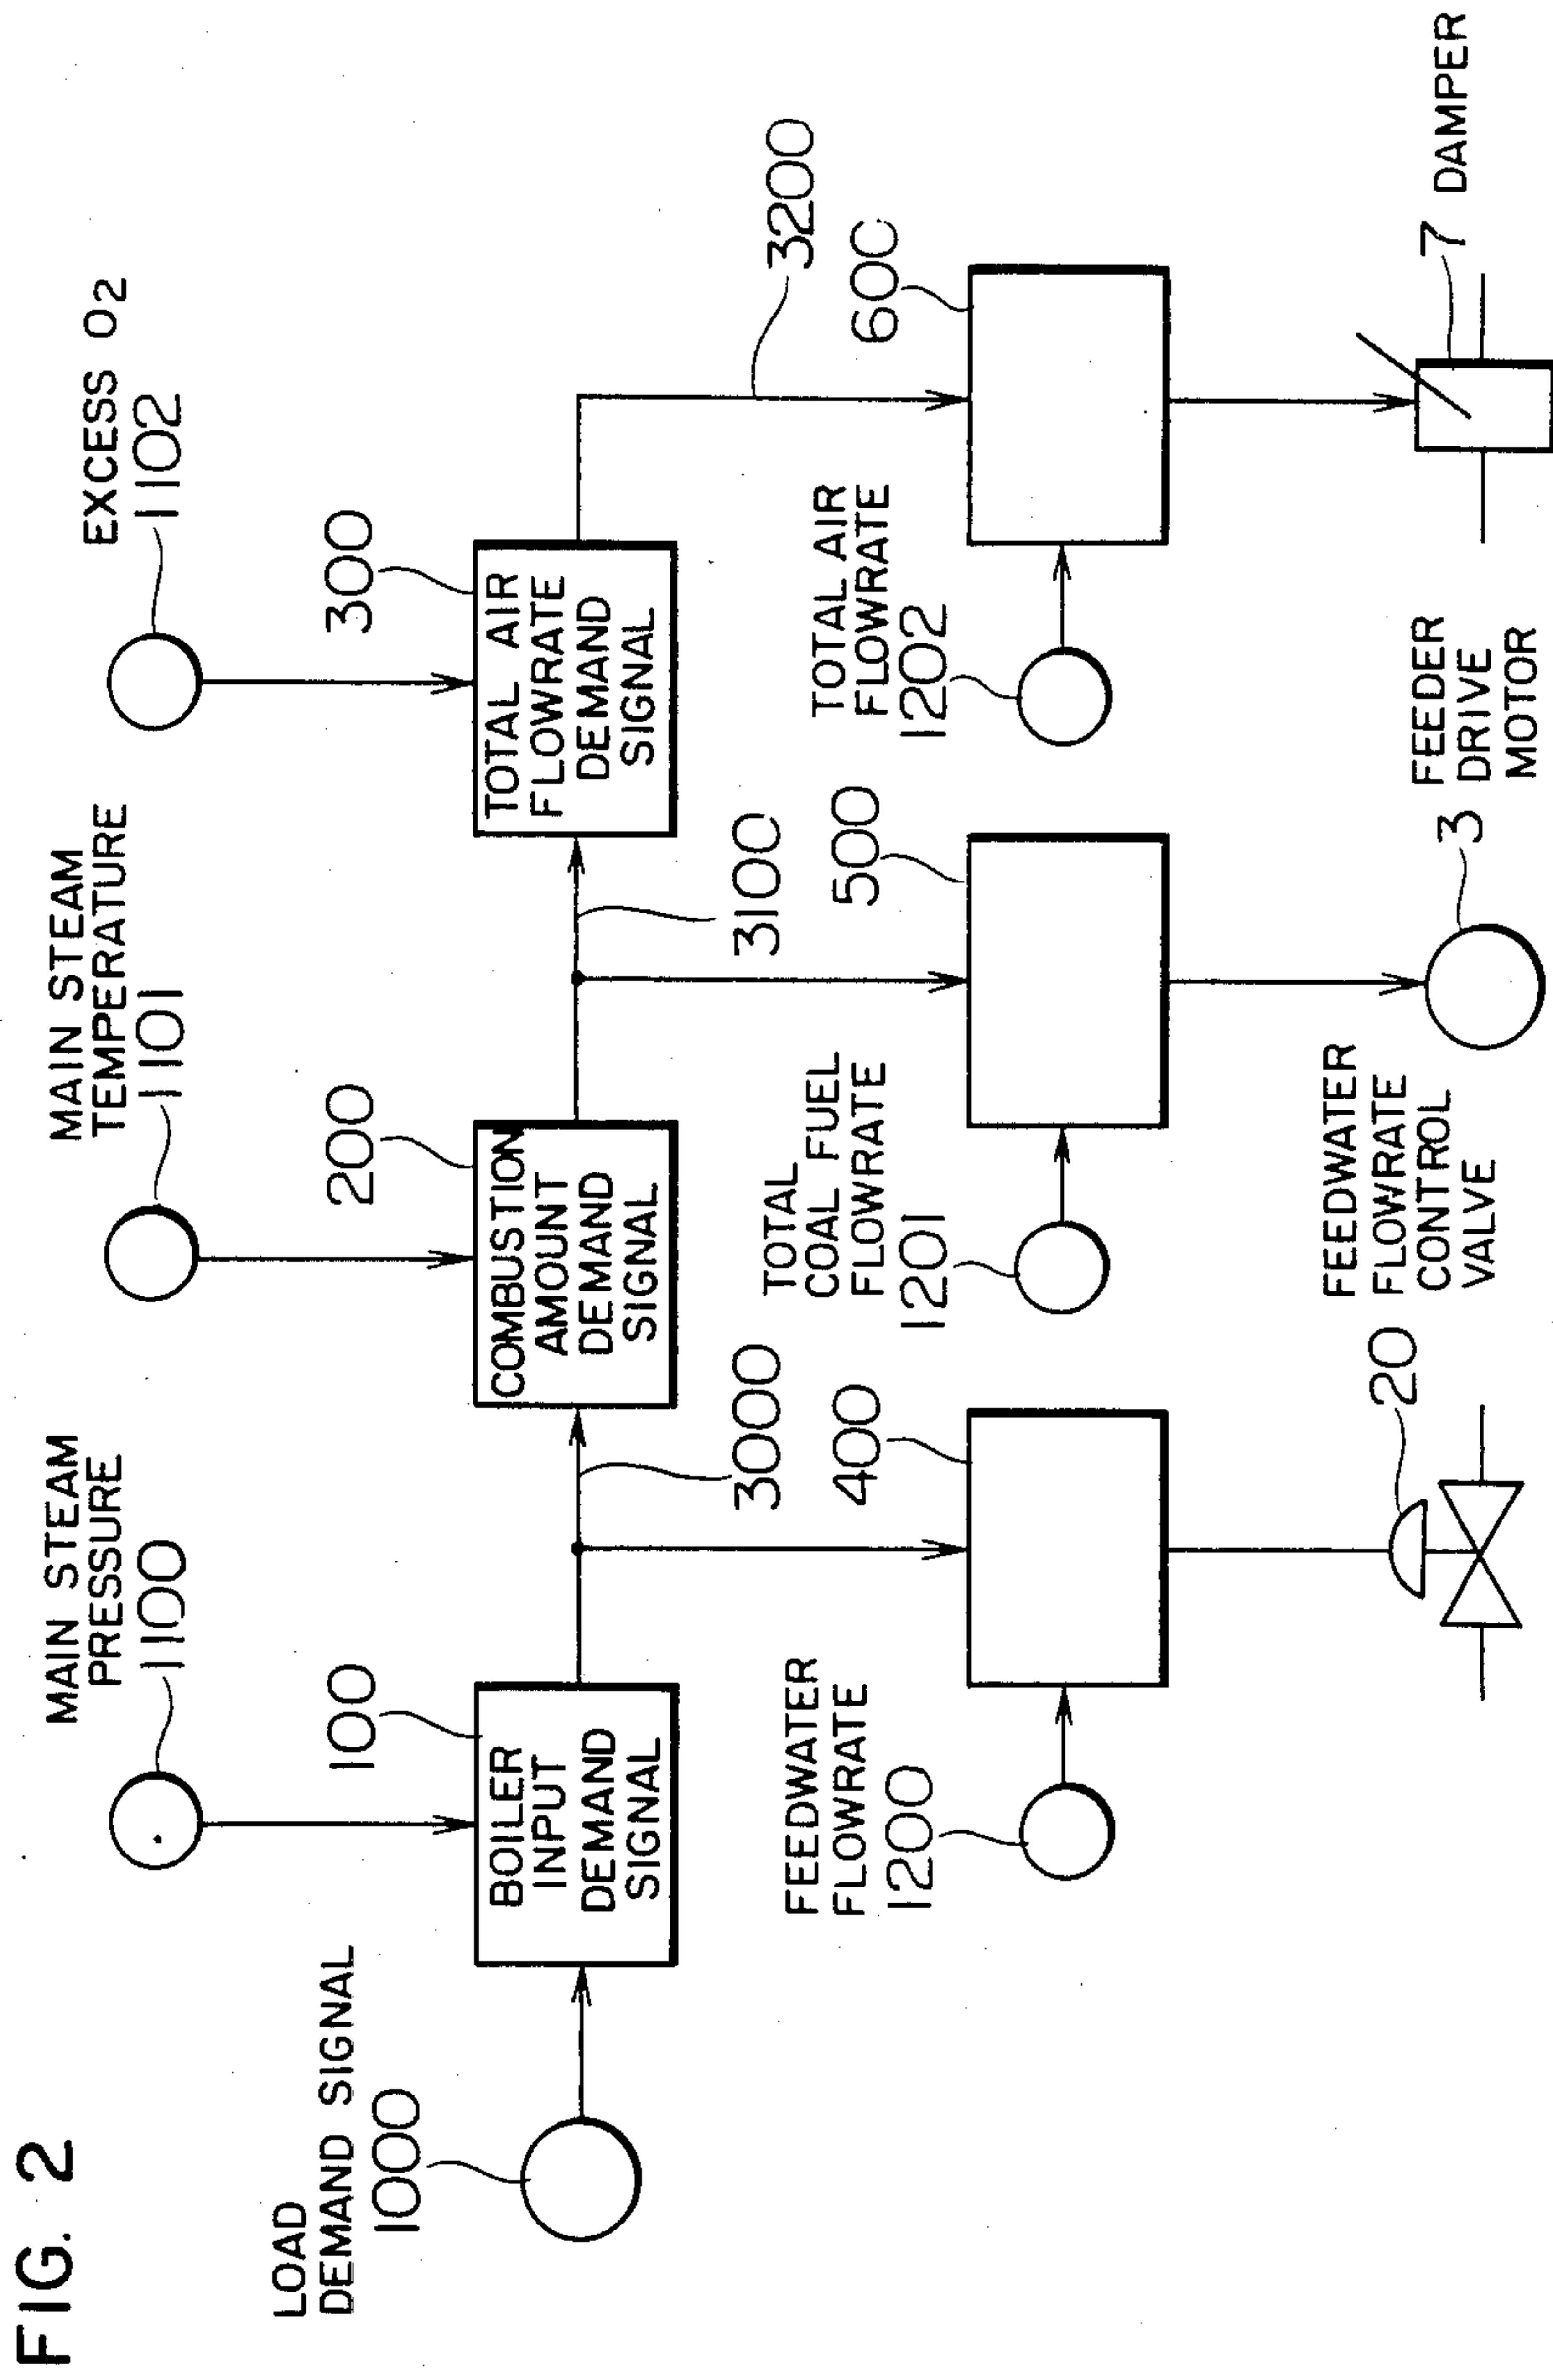 FIG. 2
MAIN STEAM
PRESSURE
1100
MAIN STEAM
TEMPERATURE
1101
EXCESS O2
1102
LOAD
DEMAND SIGNAL
1000
100
BOILER
INPUT
DEMAND
SIGNAL
200
COMBUSTION
AMOUNT
DEMAND
SIGNAL
300
TOTAL AIR
FLOWRATE
DEMAND
SIGNAL
3000
3100
3200
FEEDWATER
FLOWRATE
1200
400
TOTAL
COAL FUEL
FLOWRATE
1201
500
TOTAL AIR
FLOWRATE
1202
60C
20
FEEDWATER
FLOWRATE
CONTROL
VALVE
3
FEEDER
DRIVE
MOTOR
7 DAMPER